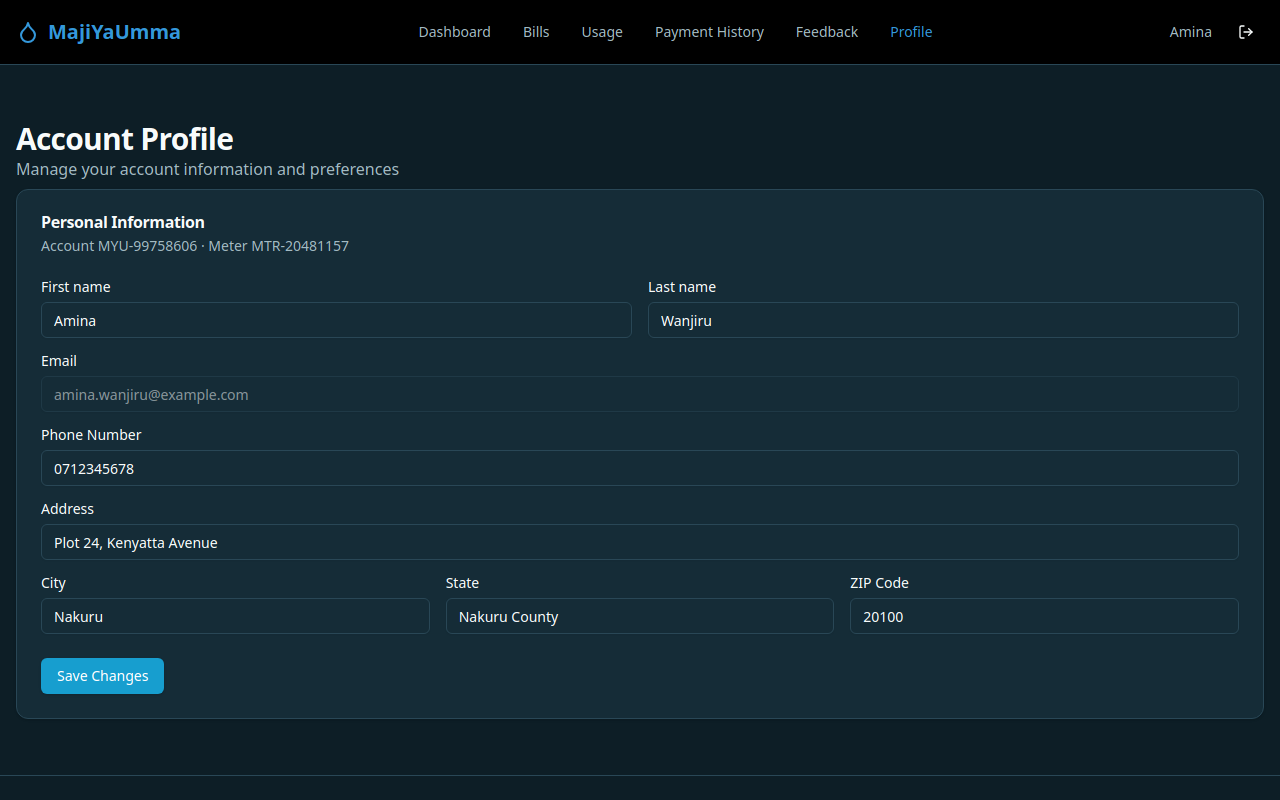 MajiYaUmma
Dashboard Bills Usage Payment History Feedback Profile
Amina
Account Profile
Manage your account information and preferences
Personal Information
Account MYU-99758606 · Meter MTR-20481157
First name Last name
Amina Wanjiru
Email
amina.wanjiru@example.com
Phone Number
0712345678
Address
Plot 24, Kenyatta Avenue
City State ZIP Code
Nakuru Nakuru County 20100
Save Changes